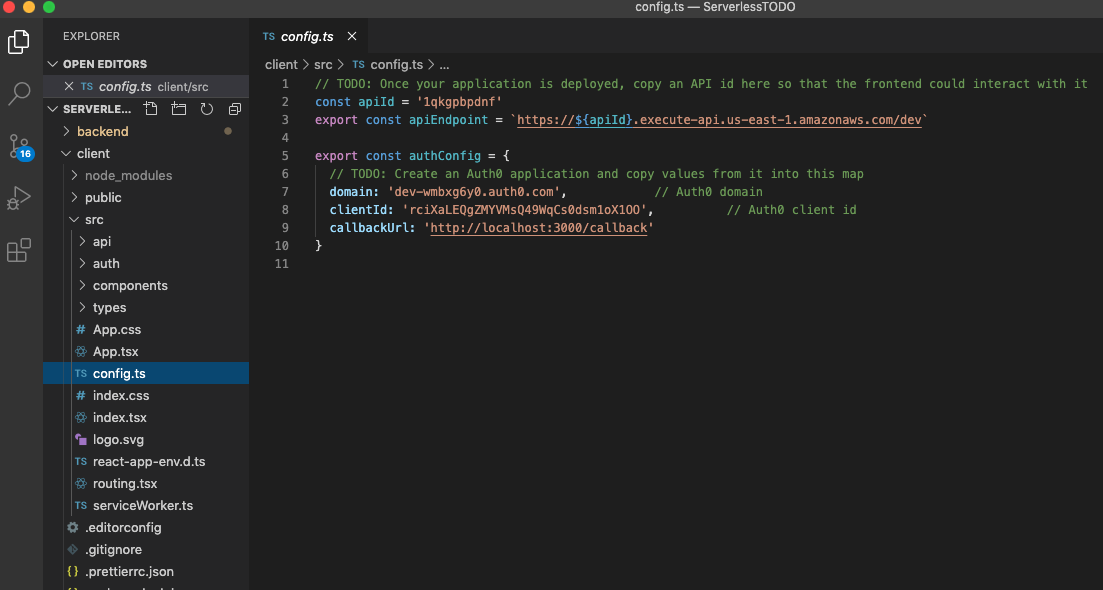 config.ts — ServerlessTODO
EXPLORER
OPEN EDITORS
TS config.ts client/src
SERVERLE...
backend
16
client
node_modules
public
src
api
auth
components
types
# App.css
App.tsx
TS config.ts
# index.css
index.tsx
logo.svg
TS react-app-env.d.ts
routing.tsx
TS serviceWorker.ts
.editorconfig
.gitignore
{} .prettierrc.json
TS config.ts
client > src > TS config.ts > ...
1 // TODO: Once your application is deployed, copy an API id here so that the frontend could interact with it
2 const apiId = '1qkgpbpdnf'
3 export const apiEndpoint = `https://${apiId}.execute-api.us-east-1.amazonaws.com/dev`
4
5 export const authConfig = {
6 // TODO: Create an Auth0 application and copy values from it into this map
7 domain: 'dev-wmbxg6y0.auth0.com', // Auth0 domain
8 clientId: 'rciXaLEQgZMYVMsQ49WqCs0dsm1oX1OO', // Auth0 client id
9 callbackUrl: 'http://localhost:3000/callback'
10 }
11